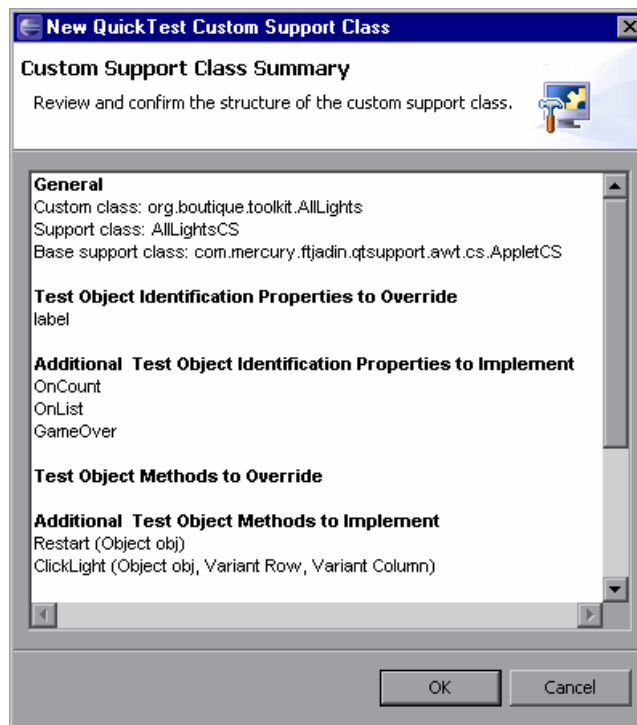 New QuickTest Custom Support Class
Custom Support Class Summary
Review and confirm the structure of the custom support class.
General
Custom class: org.boutique.toolkit.AllLights
Support class: AllLightsCS
Base support class: com.mercury.ftjadin.qtsupport.awt.cs.AppletCS
Test Object Identification Properties to Override
label
Additional Test Object Identification Properties to Implement
OnCount
OnList
GameOver
Test Object Methods to Override
Additional Test Object Methods to Implement
Restart (Object obj)
ClickLight (Object obj, Variant Row, Variant Column)
OK
Cancel